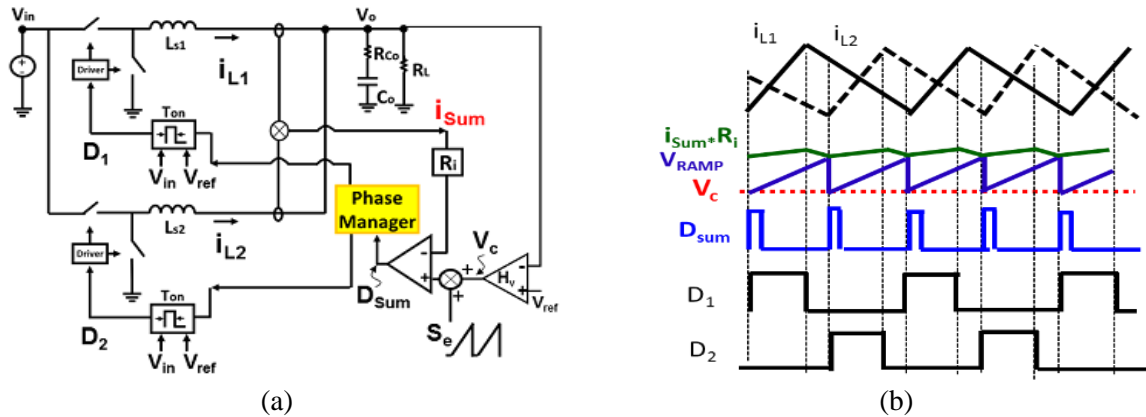 Vin
Vo
Ls1
iL1
RCo
RL
Co
Driver
Ton
iSum
D1
Vin Vref
Ri
Phase
Manager
Ls2
iL2
Driver
Vc
-
+
+
+
-
+
Hv
Vref
DSum
Ton
D2
Vin Vref
Se
(a)
iL1 iL2
iSum*Ri
VRAMP
Vc
Dsum
D1
D2
(b)